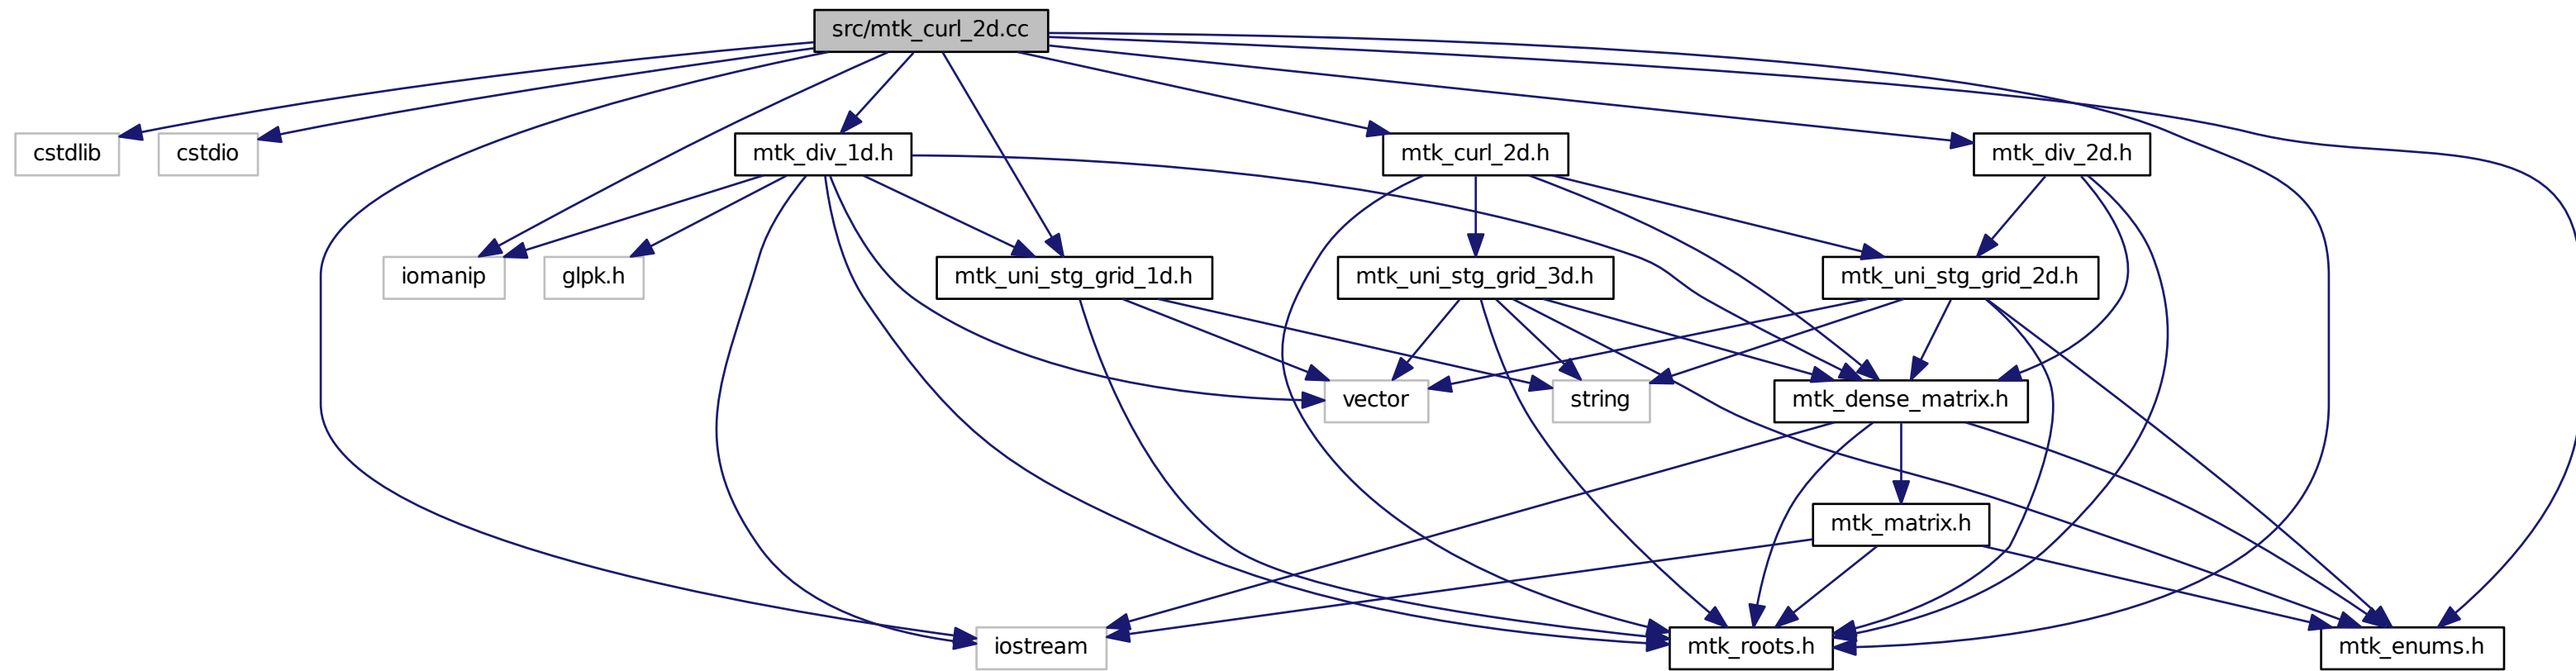 src/mtk_curl_2d.cc
cstdlib
cstdio
mtk_div_1d.h
mtk_curl_2d.h
mtk_div_2d.h
iomanip
glpk.h
mtk_uni_stg_grid_1d.h
mtk_uni_stg_grid_3d.h
mtk_uni_stg_grid_2d.h
vector
string
mtk_dense_matrix.h
mtk_matrix.h
iostream
mtk_roots.h
mtk_enums.h